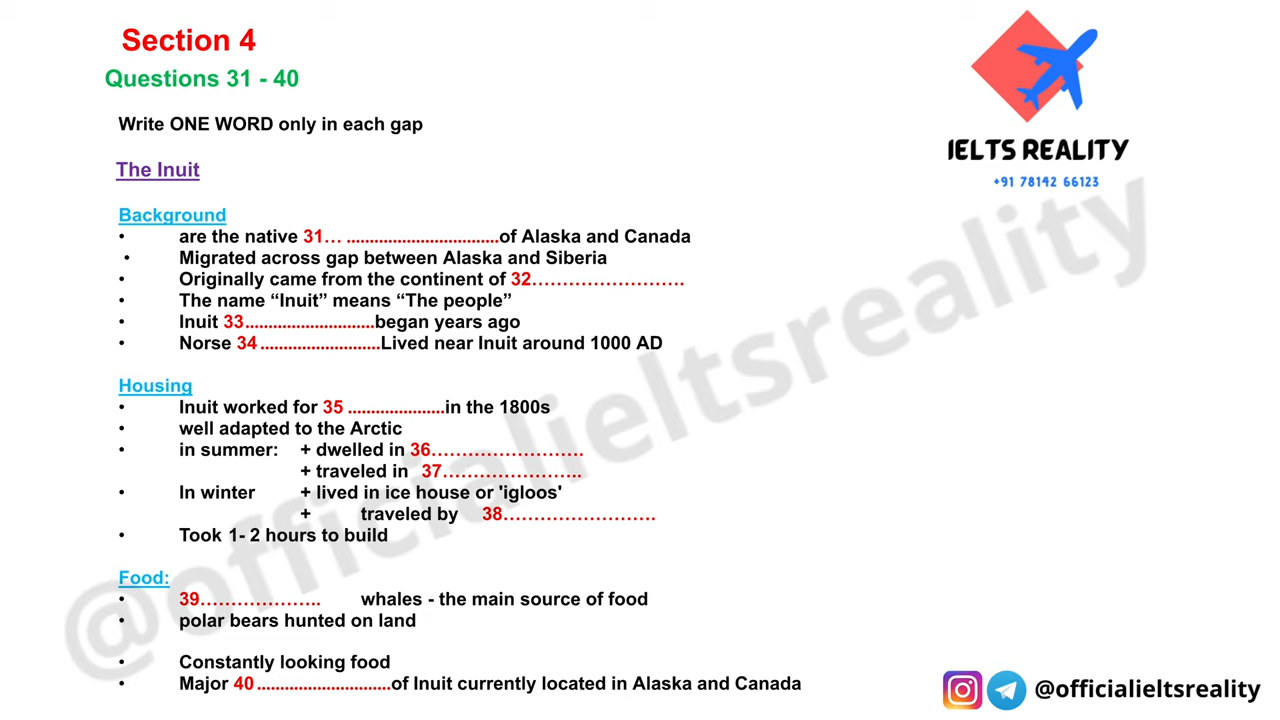 Section 4
Questions 31 - 40
Write ONE WORD only in each gap
The Inuit
Background
• are the native 31… .................................of Alaska and Canada
• Migrated across gap between Alaska and Siberia
• Originally came from the continent of 32…………………….
• The name “Inuit” means “The people”
• Inuit 33............................began years ago
• Norse 34 ..........................Lived near Inuit around 1000 AD
Housing
• Inuit worked for 35 .....................in the 1800s
• well adapted to the Arctic
• in summer: + dwelled in 36…………………….
+ traveled in 37…………………..
• In winter + lived in ice house or 'igloos'
+ traveled by 38…………………….
• Took 1- 2 hours to build
Food:
• 39……………….. whales - the main source of food
• polar bears hunted on land
• Constantly looking food
• Major 40 .............................of Inuit currently located in Alaska and Canada
IELTS REALITY
+91 78142 66123
@officialieltsreality
@officialieltsreality